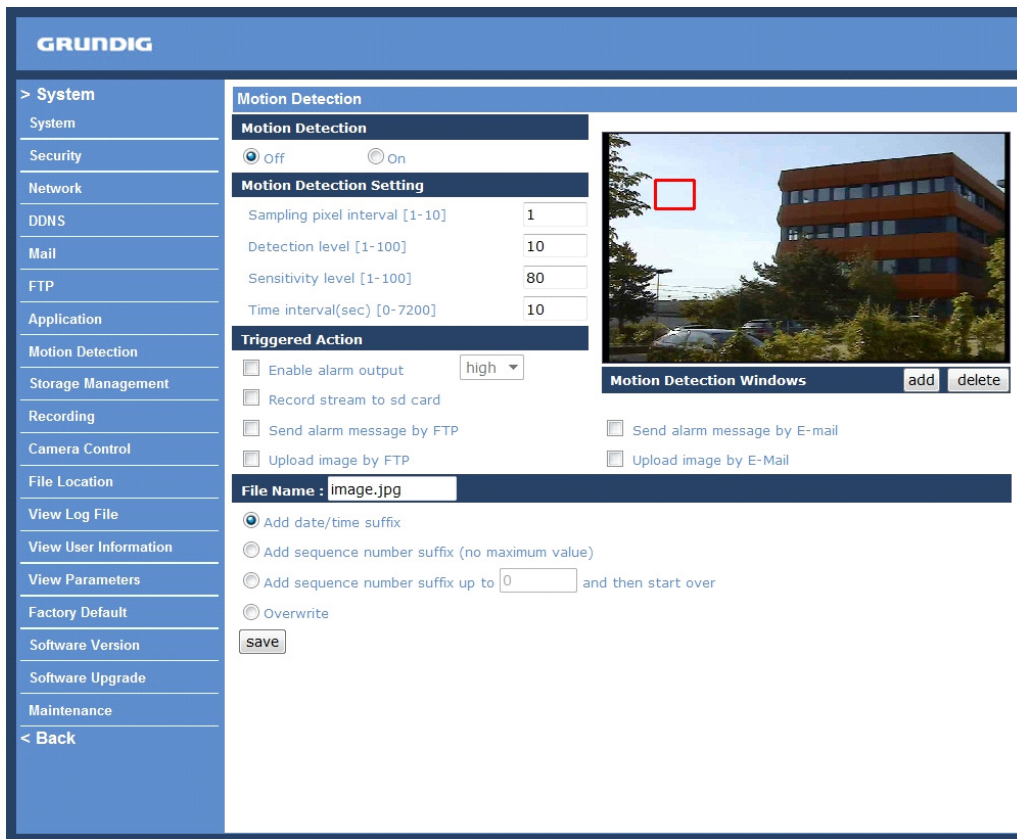 GRUNDIG
> System
System
Security
Network
DDNS
Mail
FTP
Application
Motion Detection
Storage Management
Recording
Camera Control
File Location
View Log File
View User Information
View Parameters
Factory Default
Software Version
Software Upgrade
Maintenance
< Back
Motion Detection
Motion Detection
Off On
Motion Detection Setting
Sampling pixel interval [1-10] 1
Detection level [1-100] 10
Sensitivity level [1-100] 80
Time interval(sec) [0-7200] 10
Motion Detection Windows add delete
Triggered Action
Enable alarm output high
Record stream to sd card
Send alarm message by FTP Send alarm message by E-mail
Upload image by FTP Upload image by E-Mail
File Name : image.jpg
Add date/time suffix
Add sequence number suffix (no maximum value)
Add sequence number suffix up to 0 and then start over
Overwrite
save